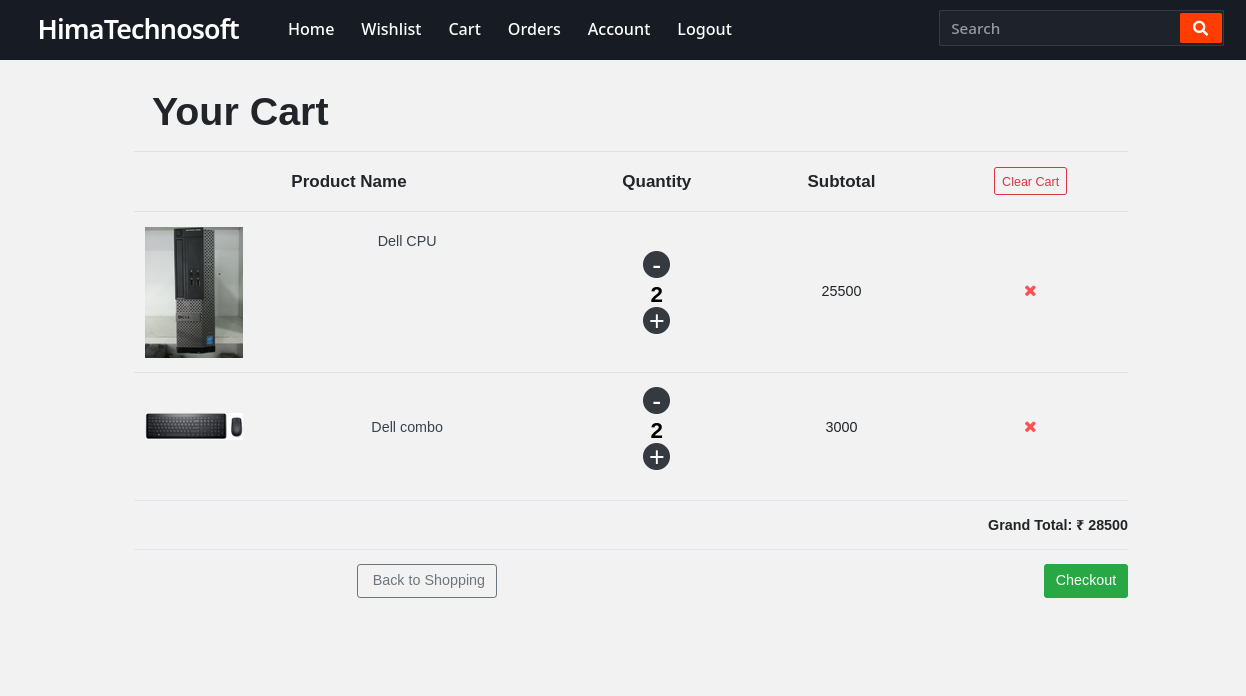 HimaTechnosoft Home Wishlist Cart Orders Account Logout Search
Your Cart
Product Name Quantity Subtotal Clear Cart
Dell CPU
-
2 25500
+
-
Dell combo 2 3000
+
Grand Total: ₹ 28500
Back to Shopping Checkout